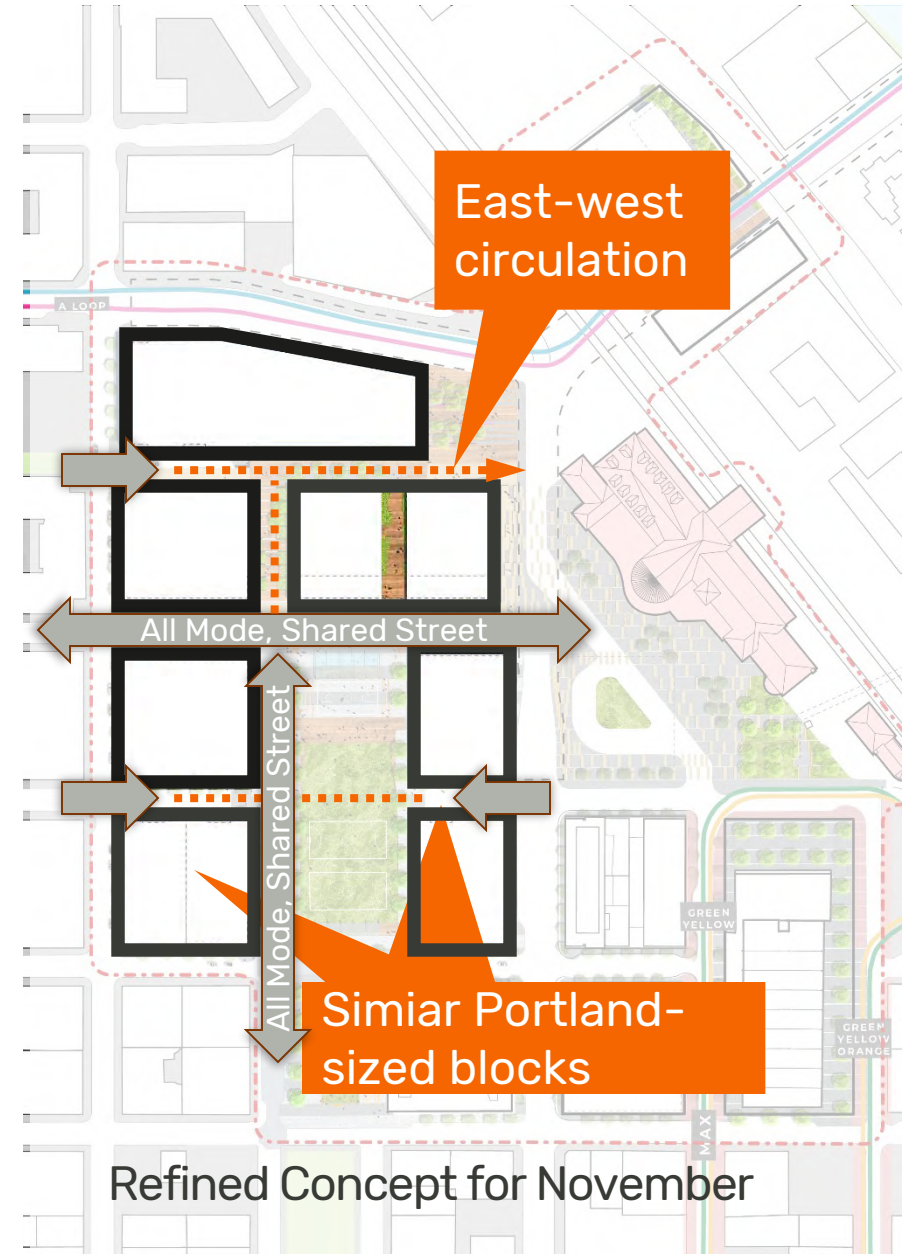 East-west
circulation
A LOOP
All Mode, Shared Street
All Mode, Shared Street
GREEN
YELLOW
Simiar Portland-
sized blocks
GREEN
YELLOW
ORANGE
MAX
Refined Concept for November